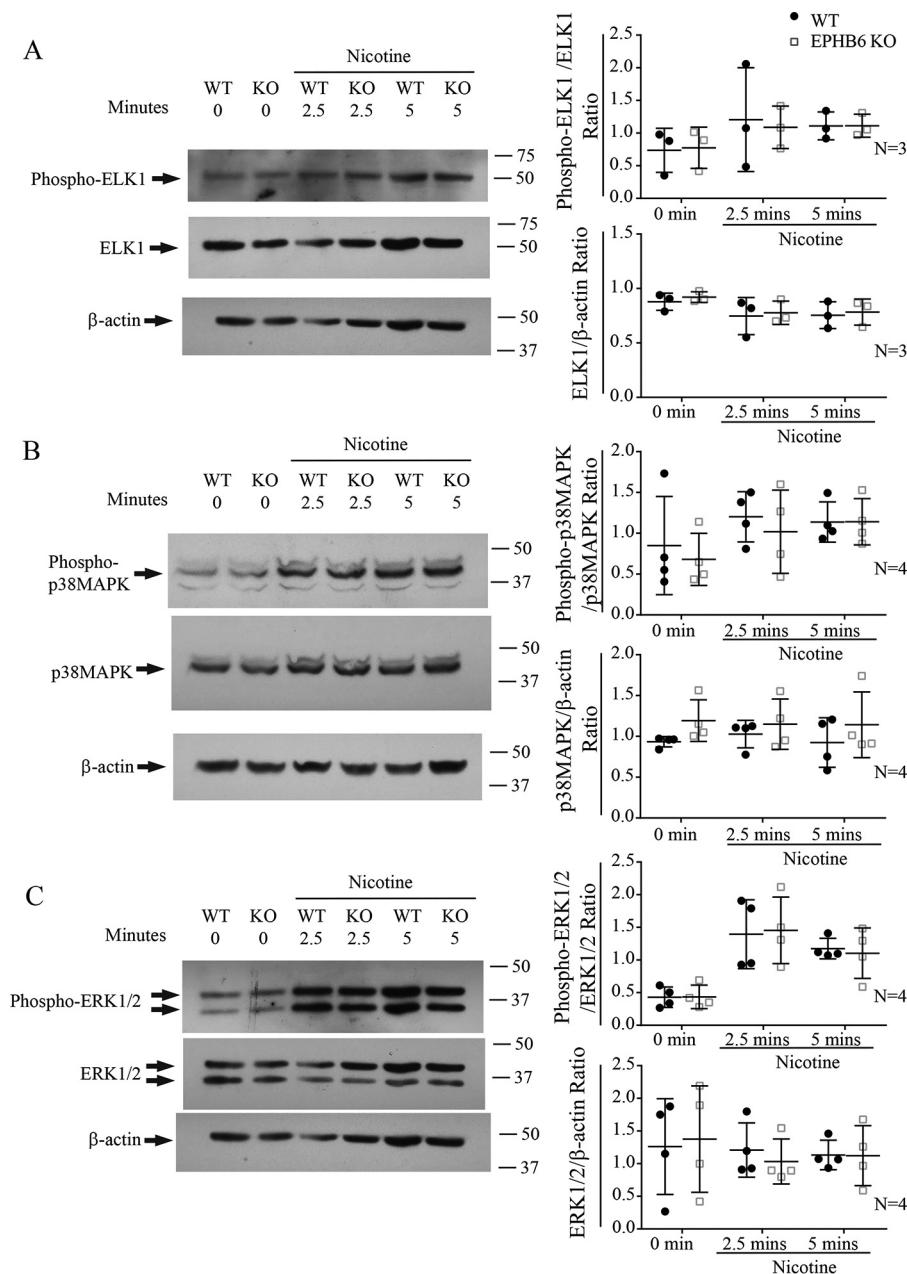 A
Nicotine
WT KO WT KO WT KO
Minutes 0 0 2.5 2.5 5 5
Phospho-ELK1
75
50
ELK1
75
50
β-actin
50
37
WT
EPHB6 KO
Phospho-ELK1 /ELK1
Ratio
2.5
2.0
1.5
1.0
0.5
0.0
N=3
0 min 2.5 mins 5 mins
Nicotine
ELK1/β-actin Ratio
1.5
1.0
0.5
0.0
N=3
0 min 2.5 mins 5 mins
Nicotine
B
Nicotine
WT KO WT KO WT KO
Minutes 0 0 2.5 2.5 5 5
Phospho-
p38MAPK
50
37
p38MAPK
50
37
β-actin
50
37
Phospho-p38MAPK
/p38MAPK Ratio
2.0
1.5
1.0
0.5
0.0
N=4
0 min 2.5 mins 5 mins
Nicotine
p38MAPK/β-actin
Ratio
2.0
1.5
1.0
0.5
0.0
N=4
0 min 2.5 mins 5 mins
Nicotine
C
Nicotine
WT KO WT KO WT KO
Minutes 0 0 2.5 2.5 5 5
Phospho-ERK1/2
50
37
ERK1/2
50
37
β-actin
50
37
Phospho-ERK1/2
/ERK1/2 Ratio
2.5
2.0
1.5
1.0
0.5
0.0
N=4
0 min 2.5 mins 5 mins
Nicotine
ERK1/2/β-actin Ratio
2.5
2.0
1.5
1.0
0.5
0.0
N=4
0 min 2.5 mins 5 mins
Nicotine